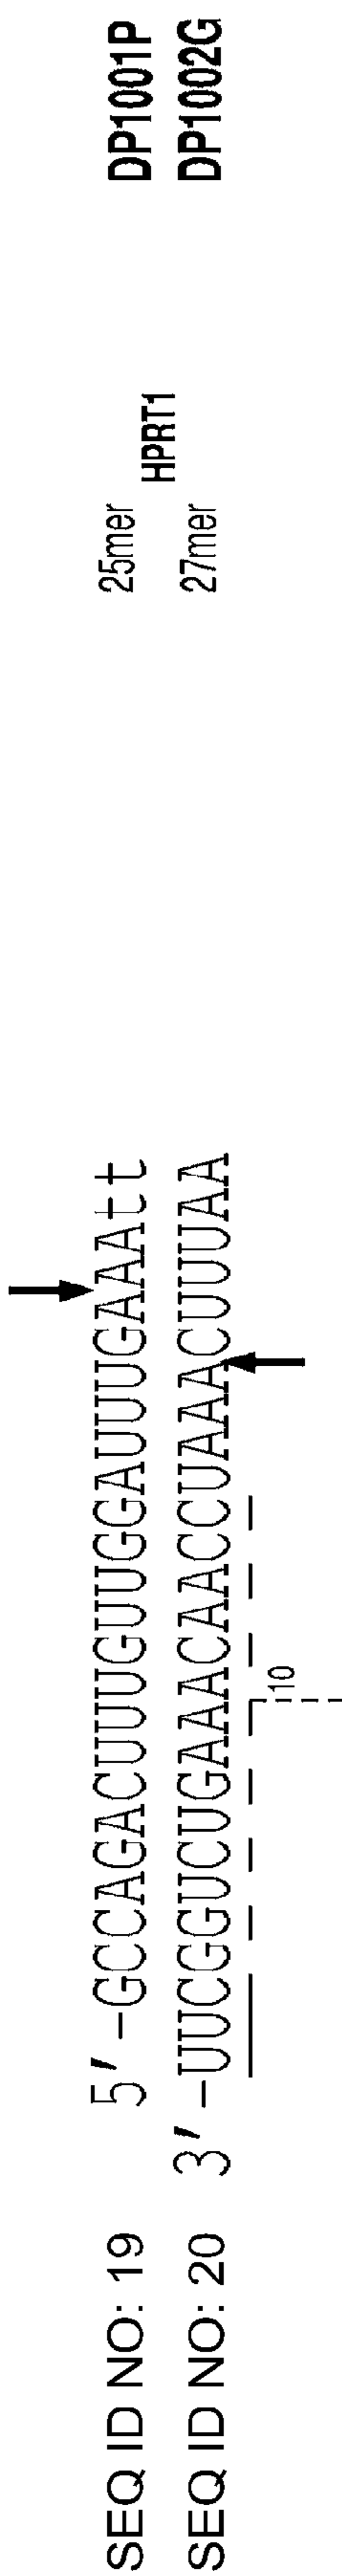 SEQ ID NO: 19 5′-GCCAGACUUUGUUGGAUUUGAAAtt 25mer DP1001P
HPRT1
SEQ ID NO: 20 3′-UUCGGUCUGAAACAACCUAAACUUUAA 27mer DP1002G
10